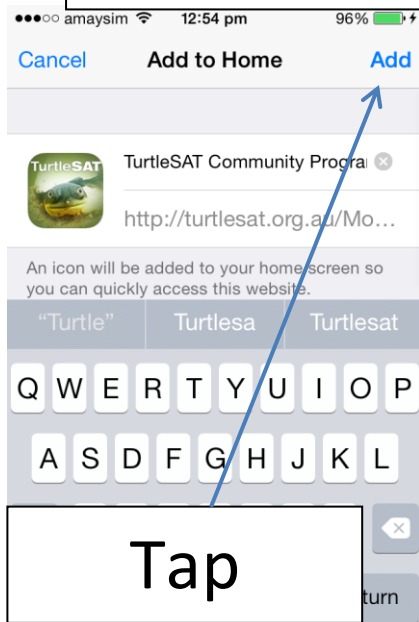 amaysim 12:54 pm 96%
Cancel Add to Home Add
TurtleSAT
TurtleSAT Community Progra
http://turtlesat.org.au/Mo...
An icon will be added to your home screen so
you can quickly access this website.
"Turtle" Turtlesa Turtlesat
Q W E R T Y U I O P
A S D F G H J K L
Tap
turn